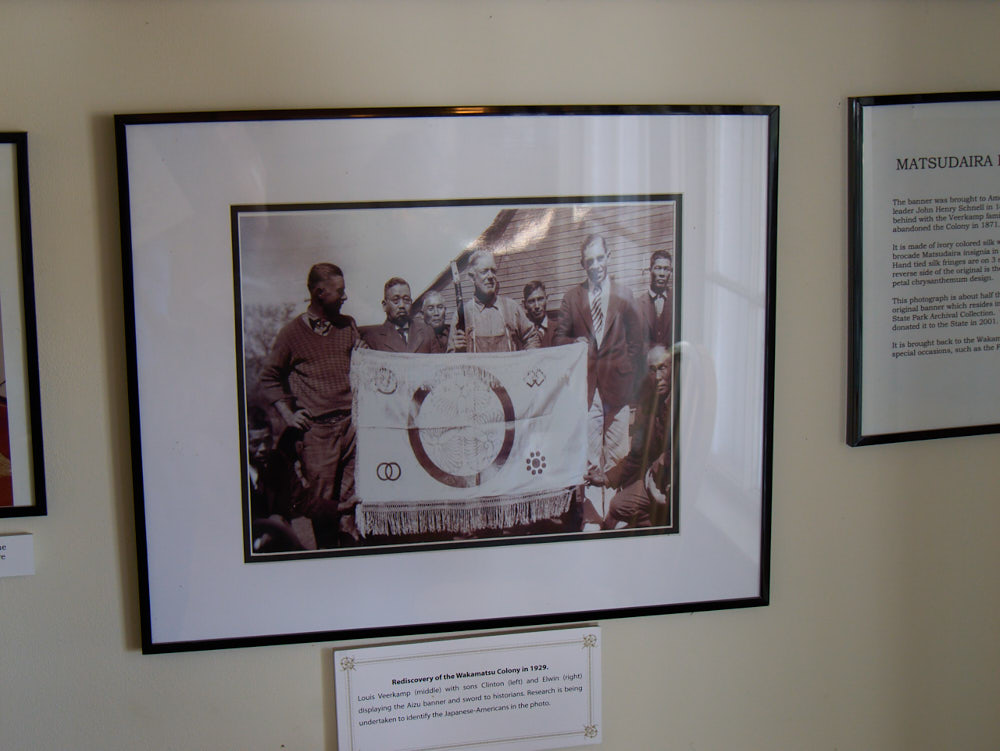 MATSUDAIRA
The banner was brought to
leader John Henry Schnell in
behind with the Veerkamp
abandoned the Colony in 1871.
It is made of ivory colored silk
brocade Matsudaira insignia in
Hand tied silk fringes are on 3
reverse side of the original is the
petal chrysanthemum design.
This photograph is about half
original banner which resides
State Park Archival Collection.
donated it to the State in 2001.
It is brought back to the
special occasions, such as the
Rediscovery of the Wakamatsu Colony in 1929.
Louis Veerkamp (middle) with sons Clinton (left) and Elwin (right)
displaying the Aizu banner and sword to historians. Research is being
undertaken to identify the Japanese-Americans in the photo.